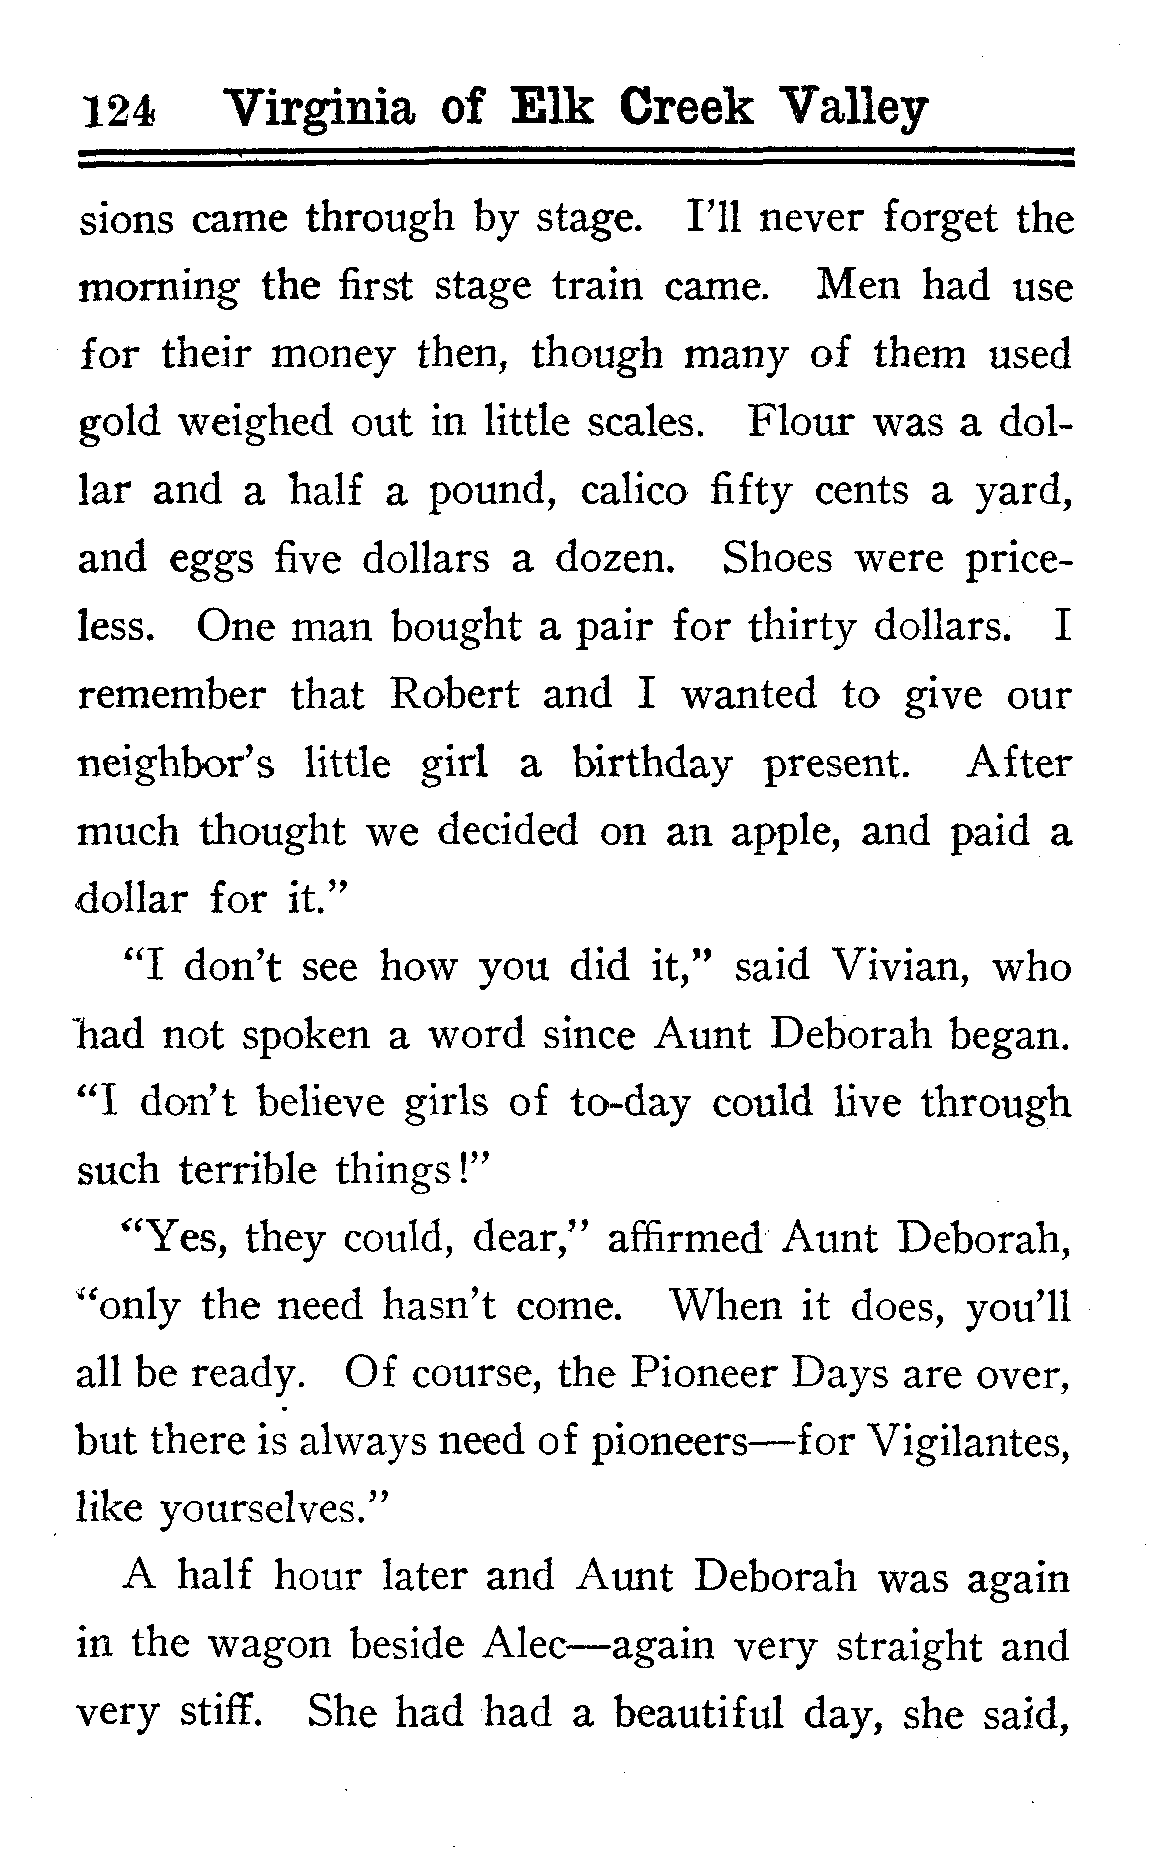 124 Virginia of Elk Creek Valley
sions came through by stage. I'll never forget the
morning the first stage train came. Men had use
for their money then, though many of them used
gold weighed out in little scales. Flour was a dol-
lar and a half a pound, calico fifty cents a yard,
and eggs five dollars a dozen. Shoes were price-
less. One man bought a pair for thirty dollars. I
remember that Robert and I wanted to give our
neighbor's little girl a birthday present. After
much thought we decided on an apple, and paid a
dollar for it."
"I don't see how you did it," said Vivian, who
had not spoken a word since Aunt Deborah began.
"I don't believe girls of to-day could live through
such terrible things!"
"Yes, they could, dear," affirmed Aunt Deborah,
"only the need hasn't come. When it does, you'll
all be ready. Of course, the Pioneer Days are over,
but there is always need of pioneers—for Vigilantes,
like yourselves."
A half hour later and Aunt Deborah was again
in the wagon beside Alec—again very straight and
very stiff. She had had a beautiful day, she said,